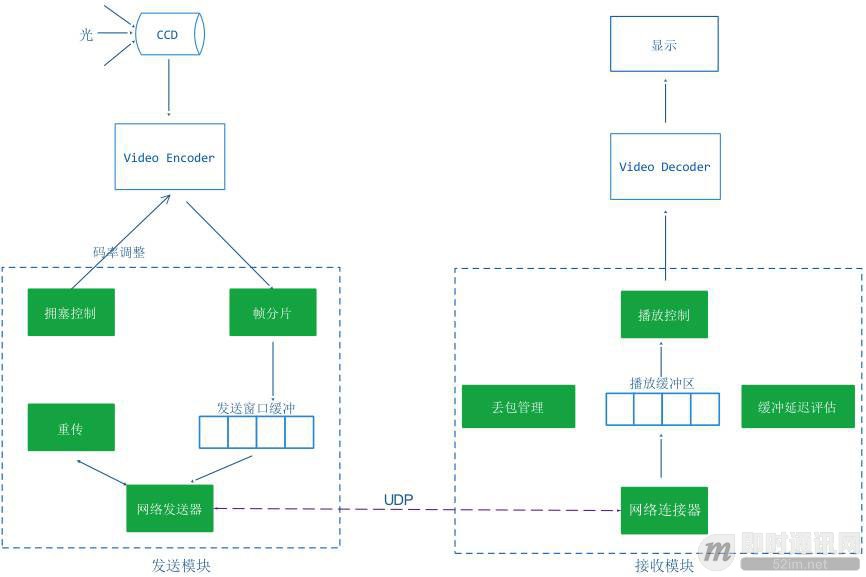 光
CCD
显示
Video Encoder
Video Decoder
码率调整
拥塞控制
帧分片
播放控制
播放缓冲区
丢包管理
缓冲延迟评估
发送窗口缓冲
重传
UDP
网络发送器
网络连接器
发送模块
接收模块
m
即时通讯网
52im.net